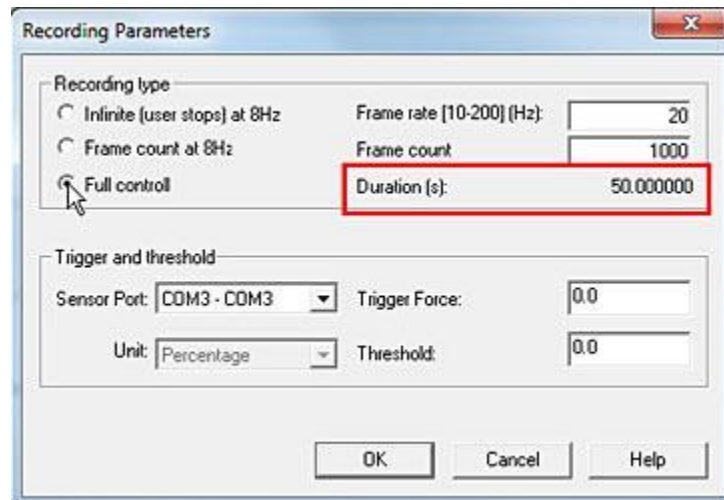 Recording Parameters
Recording type
Infinite (user stops) at 8Hz
Frame rate [10-200] (Hz): 20
Frame count at 8Hz
Frame count 1000
Full controll
Duration (s): 50.000000
Trigger and threshold
Sensor Port: COM3 - COM3
Trigger Force: 0.0
Unit: Percentage
Threshold: 0.0
OK Cancel Help